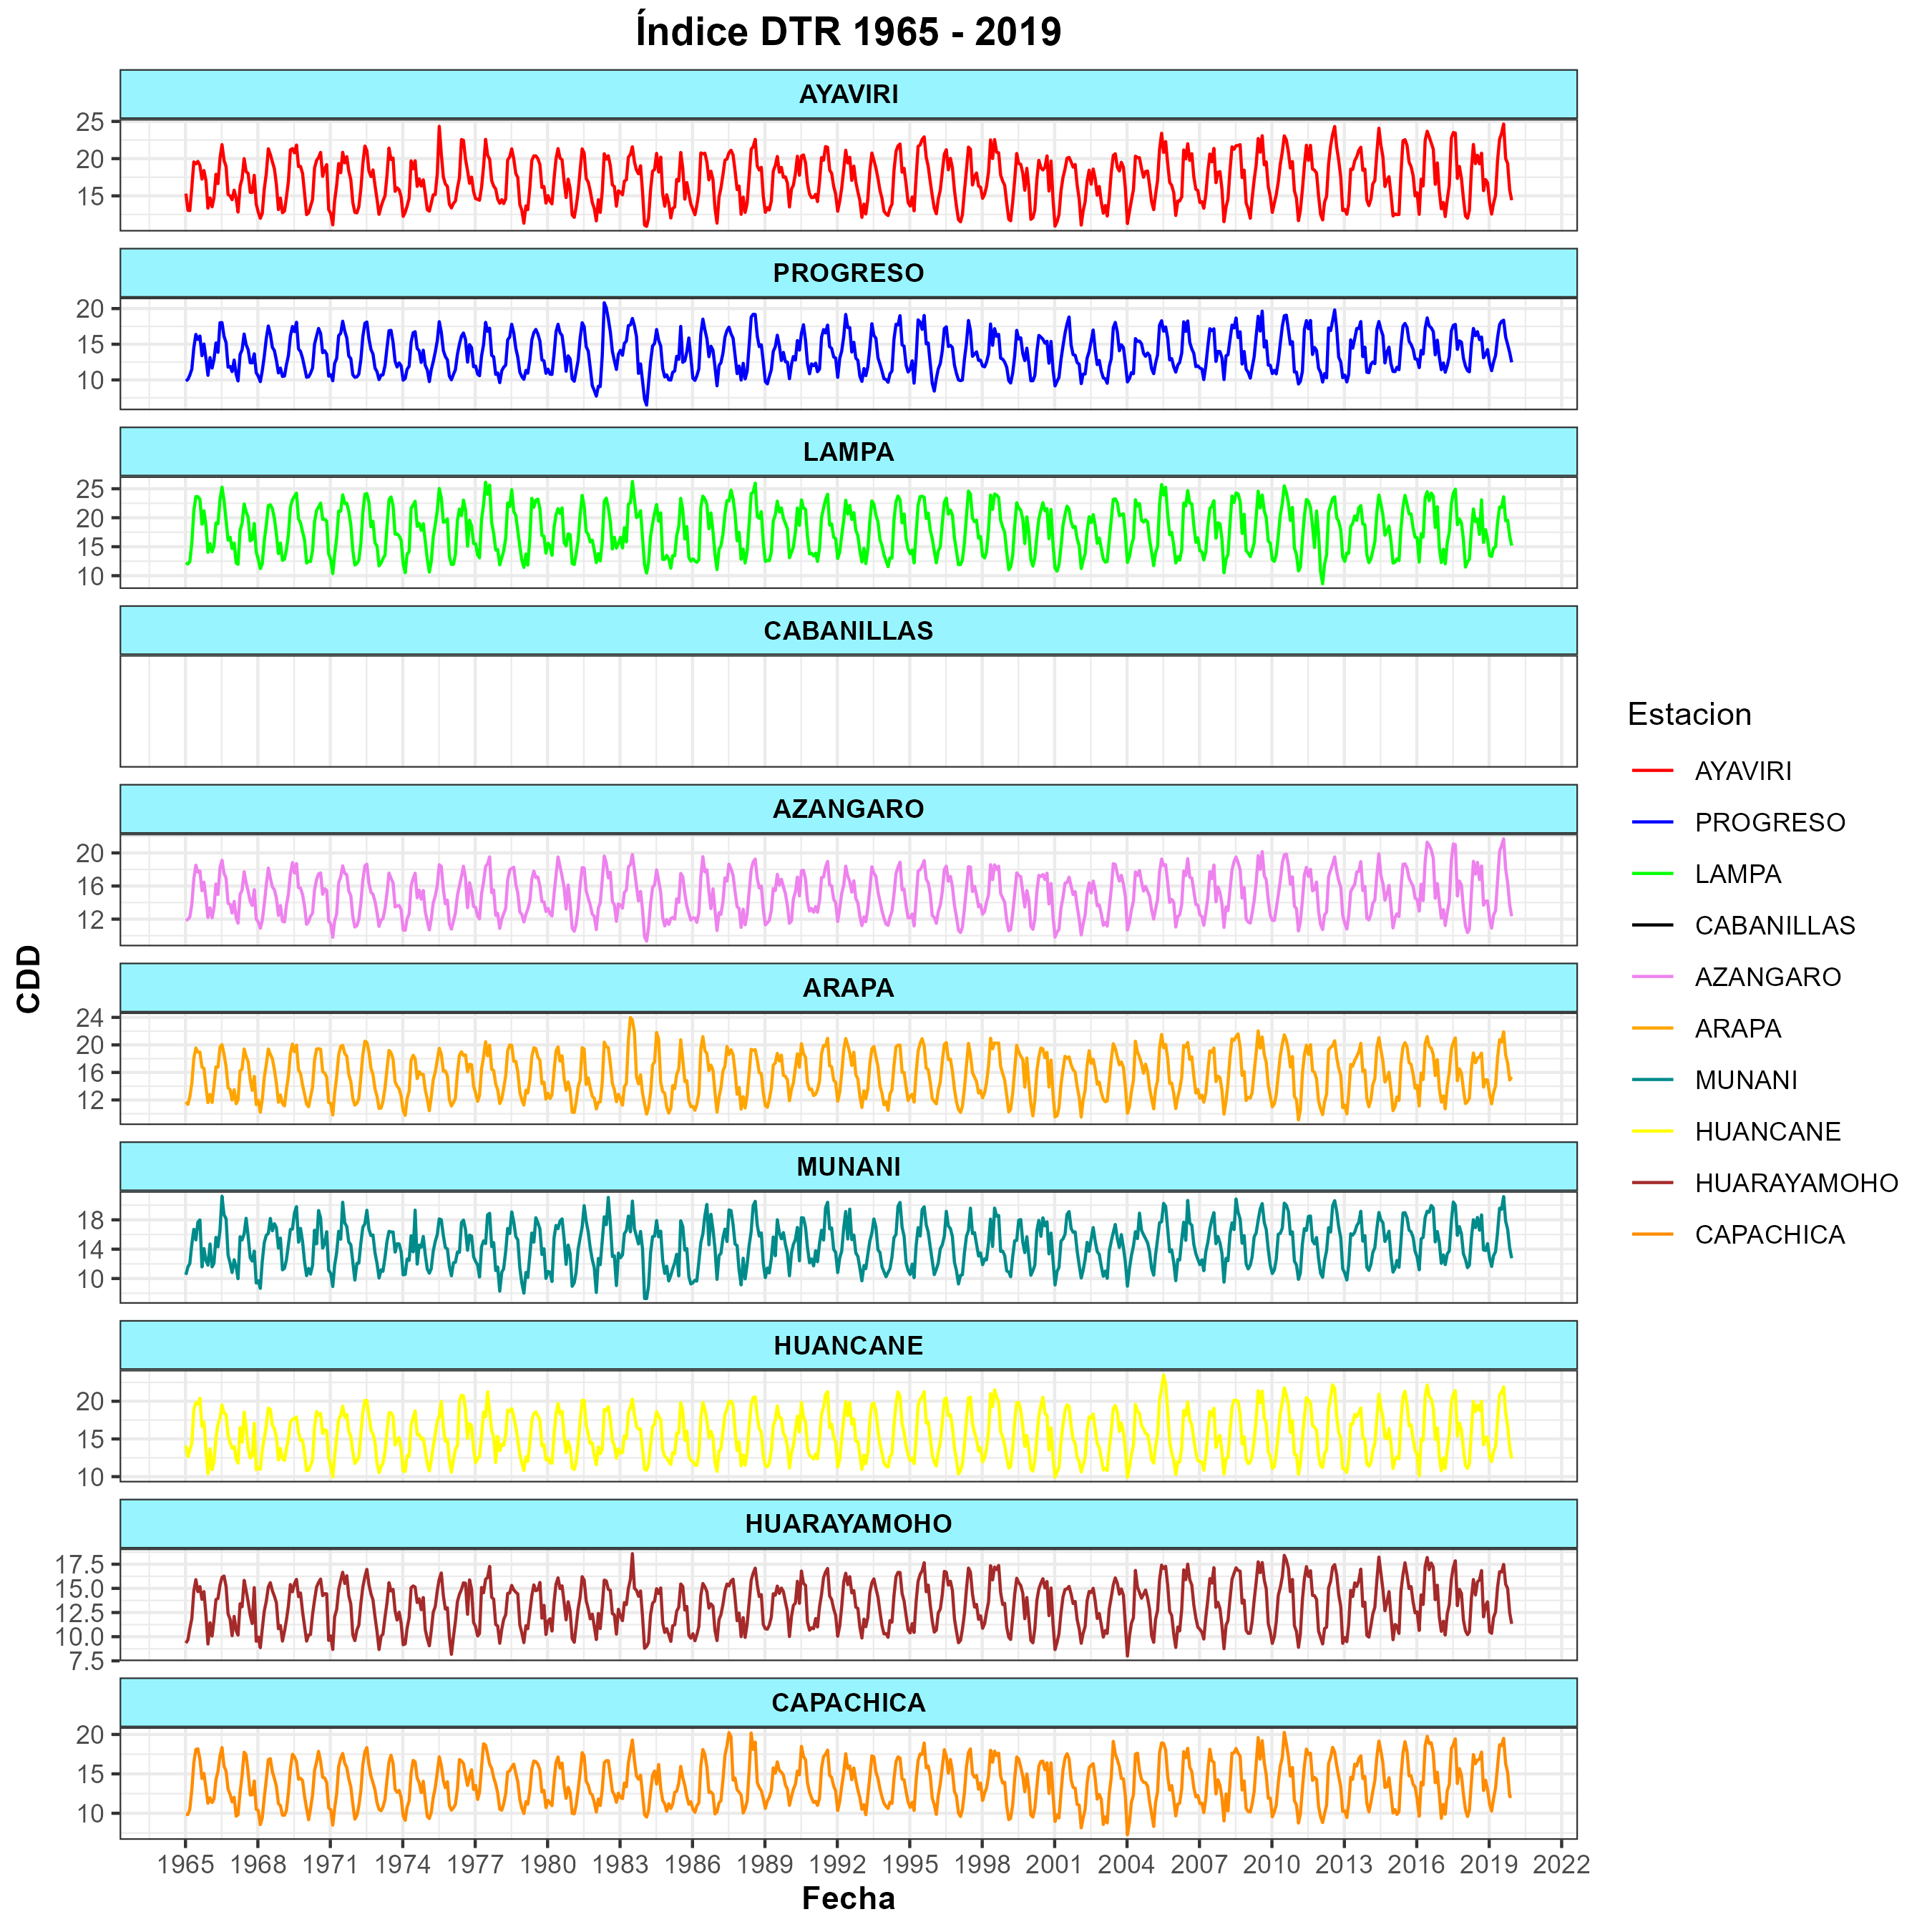 Índice DTR 1965 - 2019
AYAVIRI
25
20
15
PROGRESO
20
15
10
LAMPA
25
20
15
10
CABANILLAS
AZANGARO
20
16
12
ARAPA
24
20
16
12
MUNANI
18
14
10
HUANCANE
20
15
10
HUARAYAMOHO
17.5
15.0
12.5
10.0
7.5
CAPACHICA
20
15
10
1965 1968 1971 1974 1977 1980 1983 1986 1989 1992 1995 1998 2001 2004 2007 2010 2013 2016 2019 2022
Fecha
CDD
Estacion
AYAVIRI
PROGRESO
LAMPA
CABANILLAS
AZANGARO
ARAPA
MUNANI
HUANCANE
HUARAYAMOHO
CAPACHICA